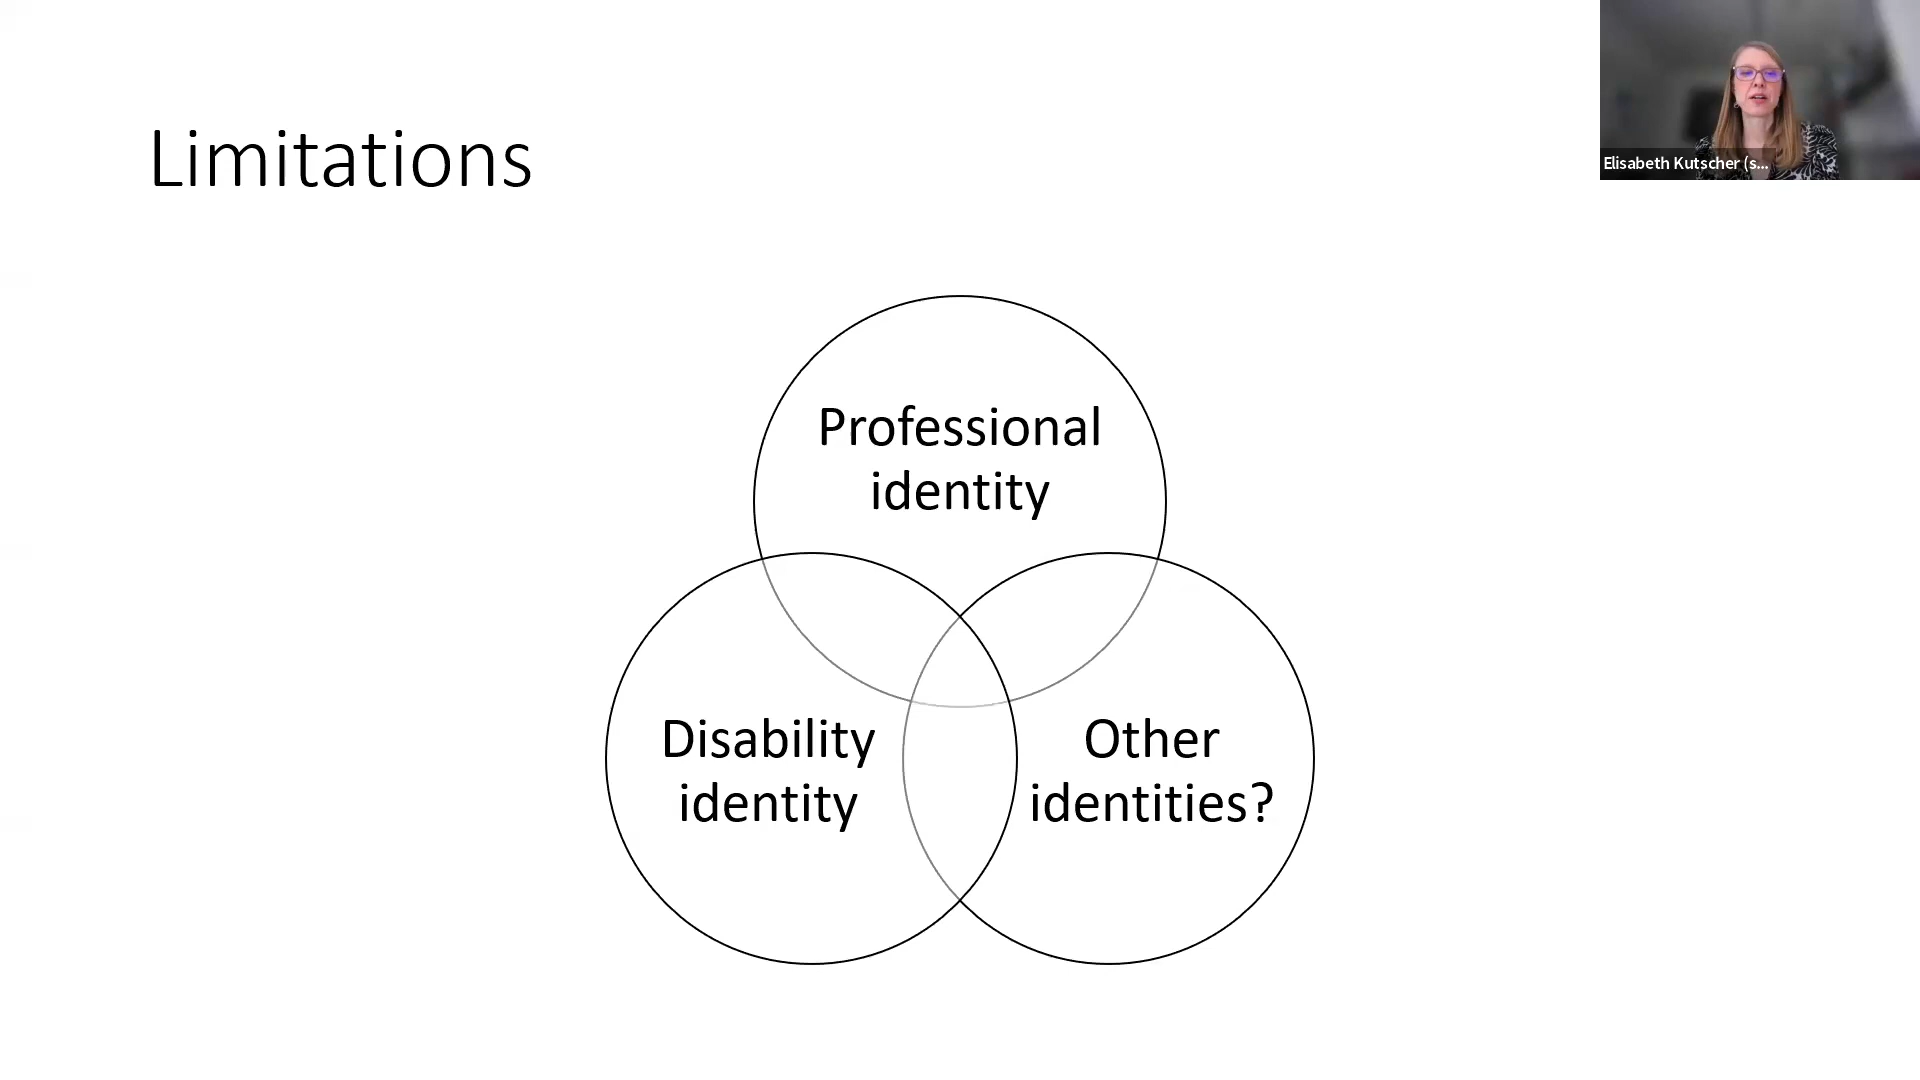 Limitations
Elisabeth Kutscher (s...
Professional
identity
Disability
identity
Other
identities?